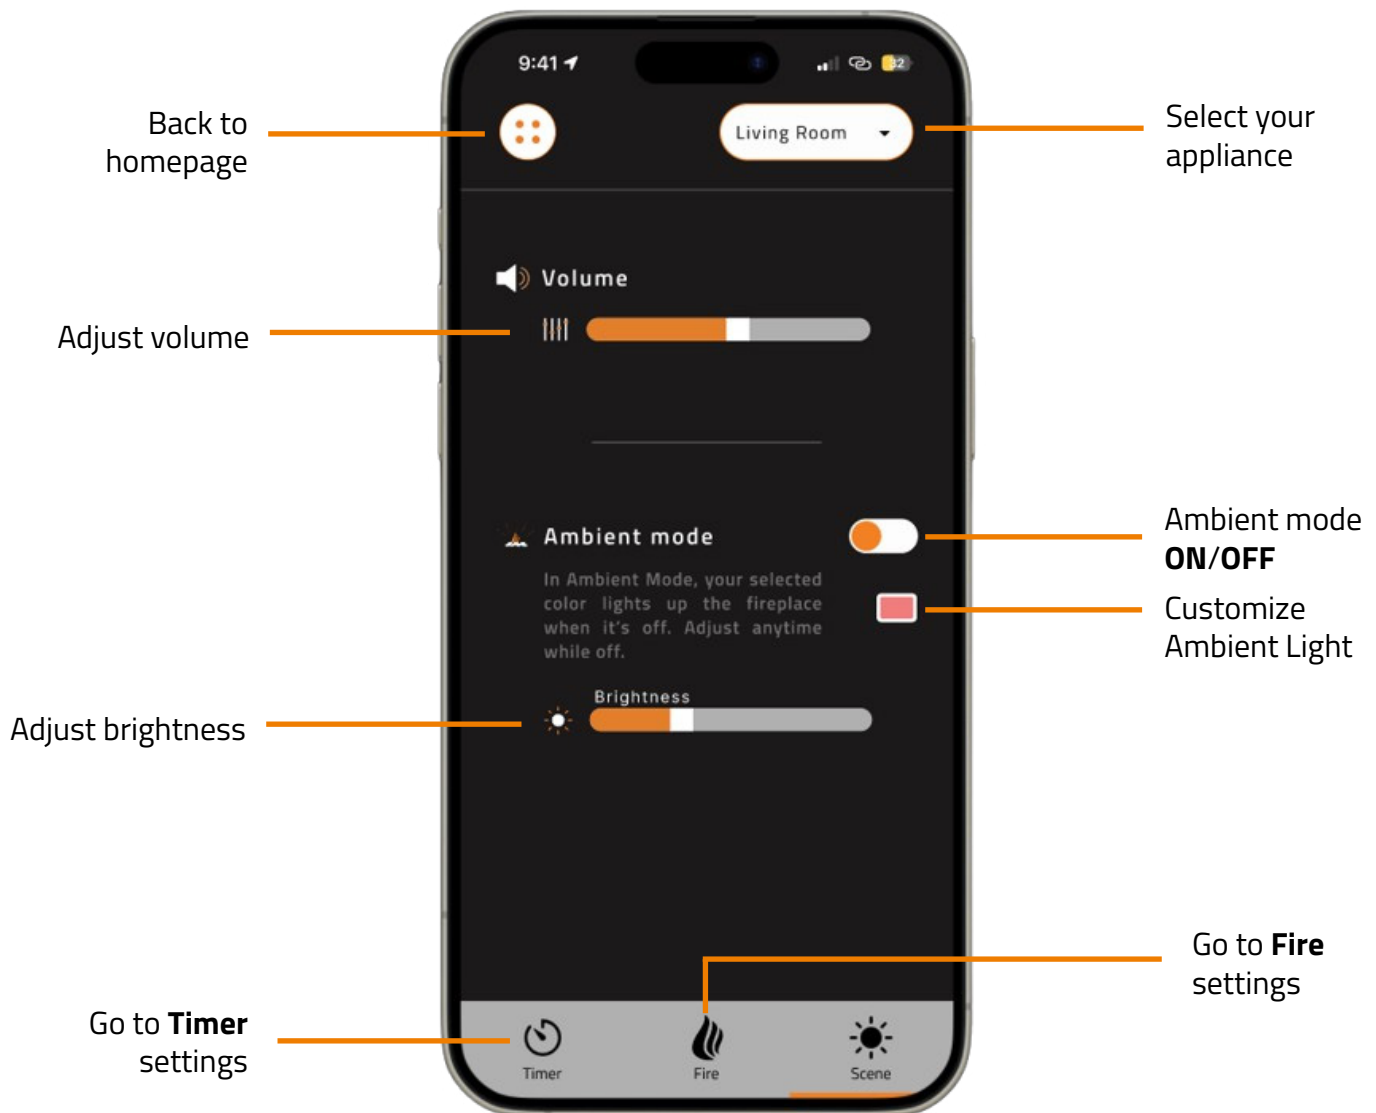 9:41
32
Back to
homepage
Living Room
Select your
appliance
Volume
Adjust volume
Ambient mode
In Ambient Mode, your selected
color lights up the fireplace
when it's off. Adjust anytime
while off.
Ambient mode
ON/OFF
Customize
Ambient Light
Brightness
Adjust brightness
Go to Fire
settings
Go to Timer
settings
Timer
Fire
Scene